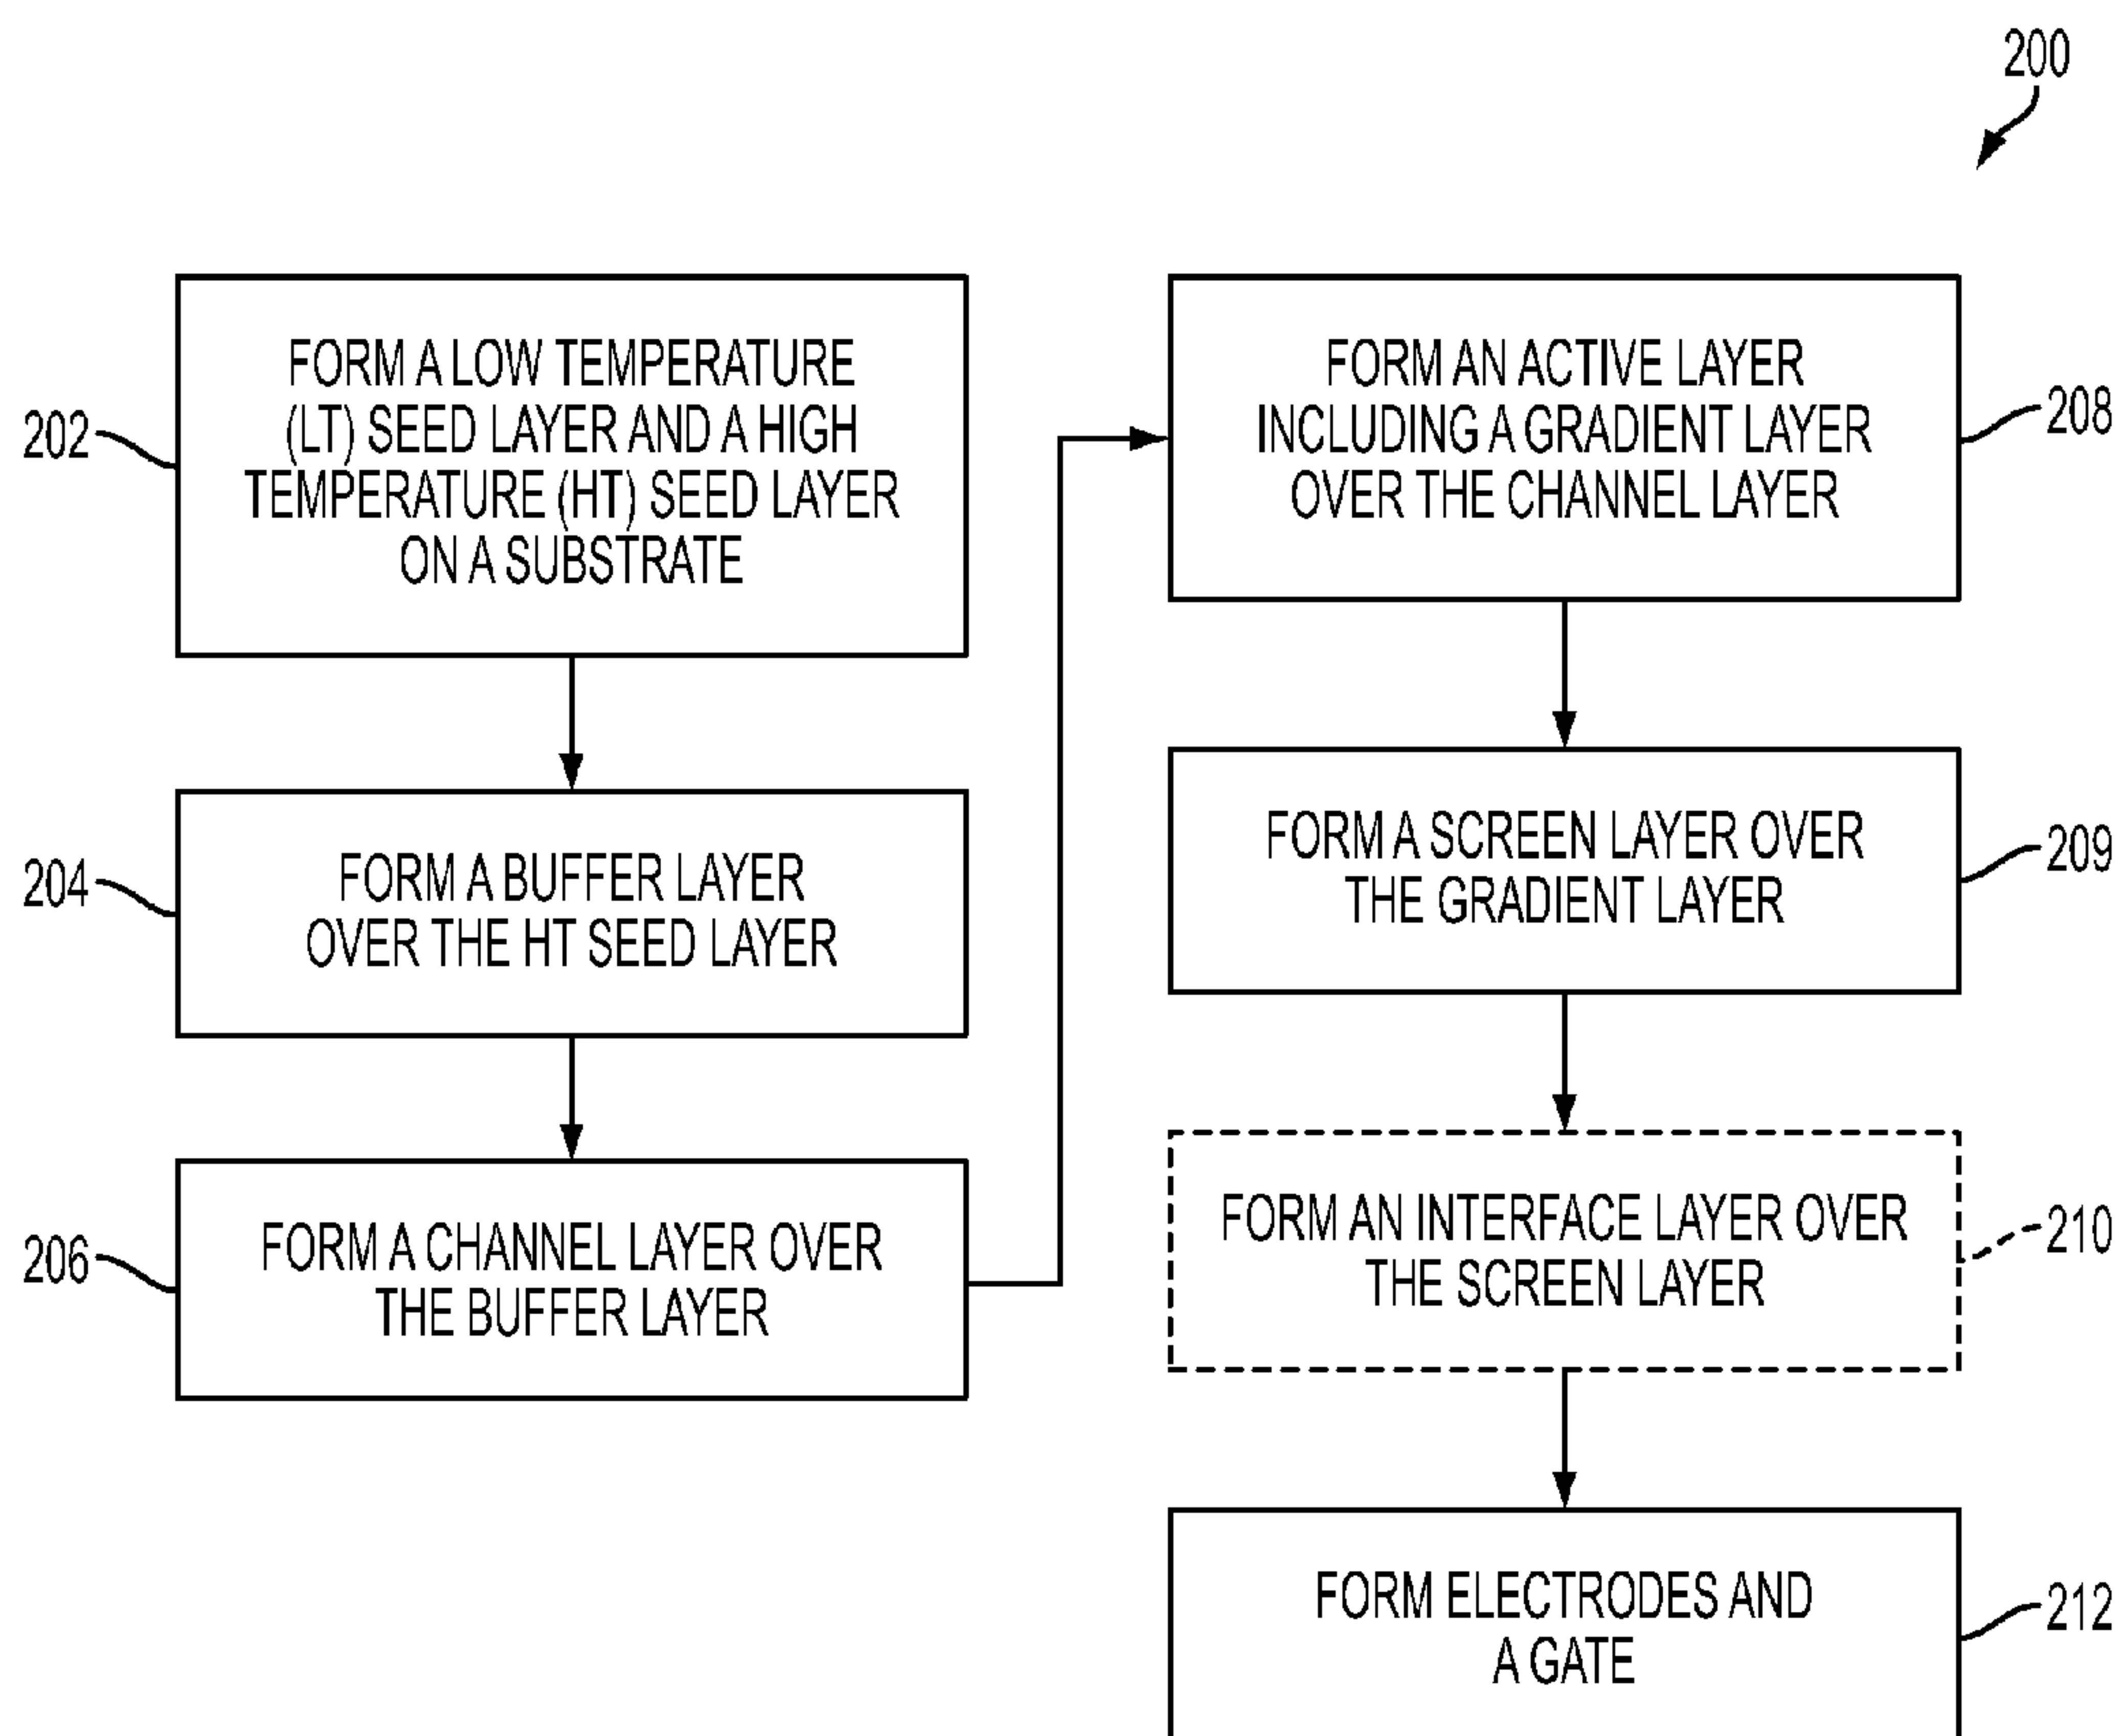 200
202
FORM A LOW TEMPERATURE
(LT) SEED LAYER AND A HIGH
TEMPERATURE (HT) SEED LAYER
ON A SUBSTRATE
204
FORM A BUFFER LAYER
OVER THE HT SEED LAYER
206
FORM A CHANNEL LAYER OVER
THE BUFFER LAYER
FORM AN ACTIVE LAYER
INCLUDING A GRADIENT LAYER
OVER THE CHANNEL LAYER
208
FORM A SCREEN LAYER OVER
THE GRADIENT LAYER
209
FORM AN INTERFACE LAYER OVER
THE SCREEN LAYER
210
FORM ELECTRODES AND
A GATE
212